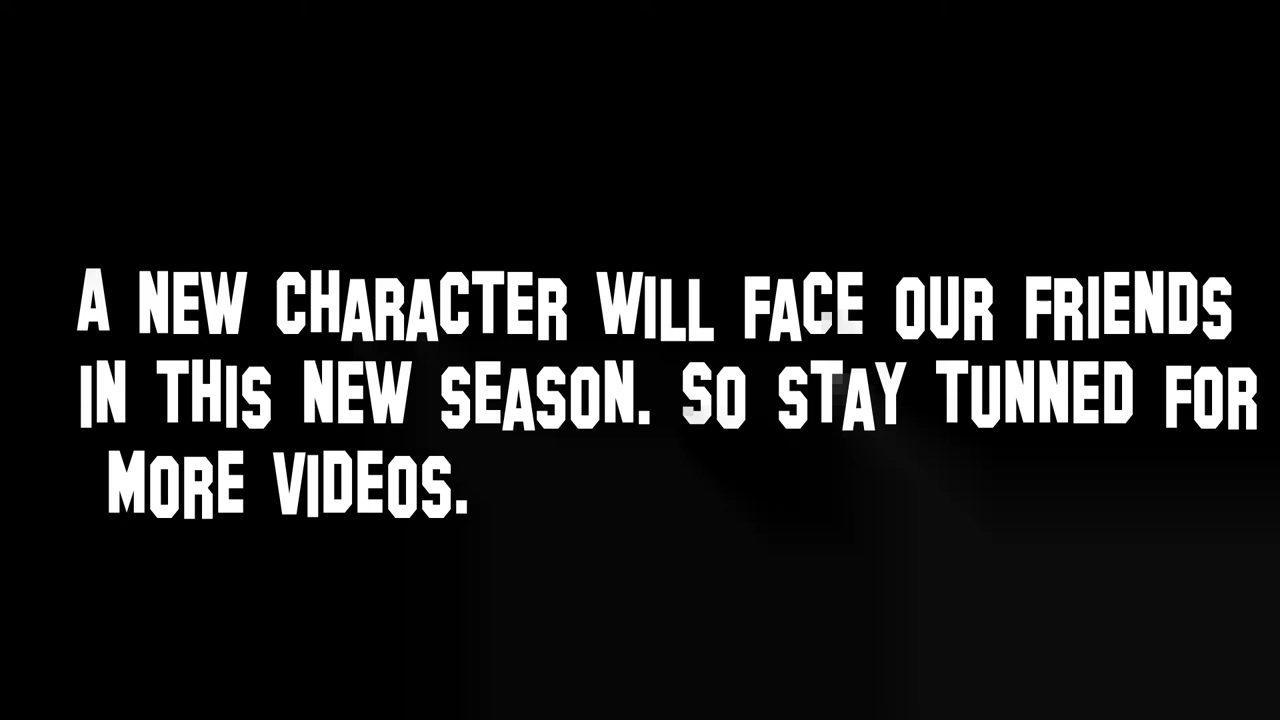 A NEW CHARACTER WILL FACE OUR FRIENDS
IN THIS NEW SEASON. SO STAY TUNNED FOR
MORE VIDEOS.